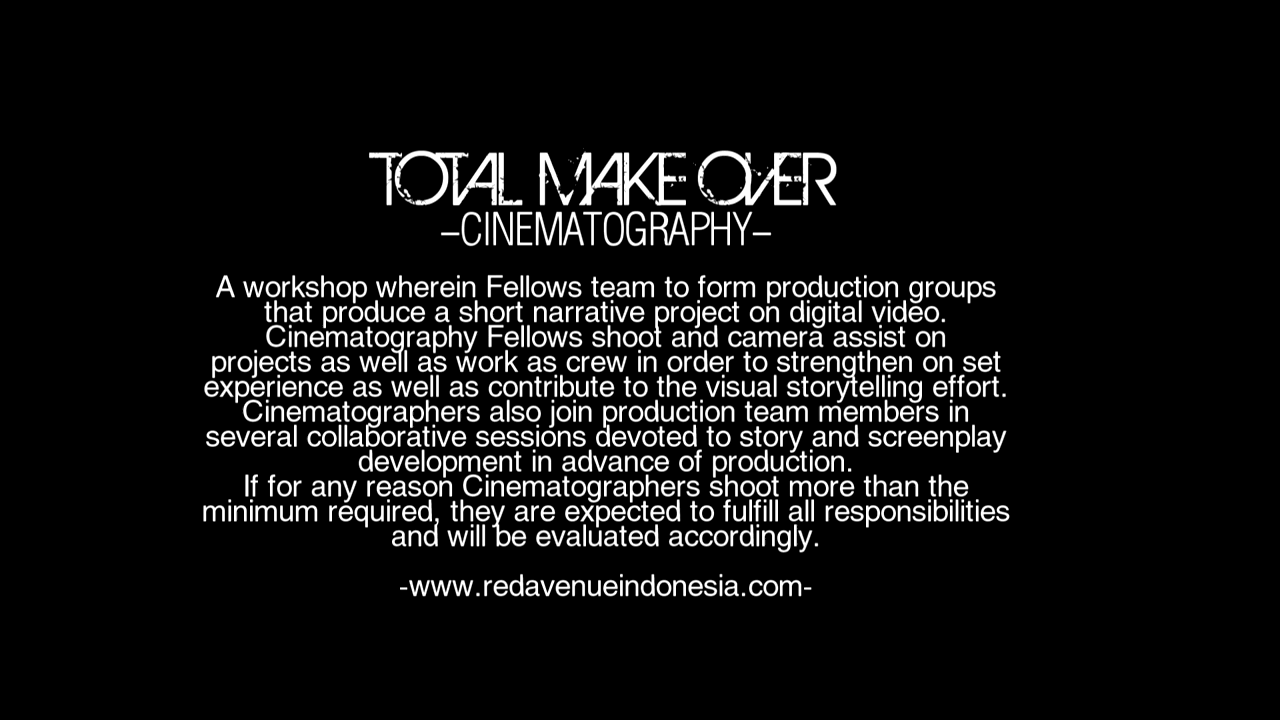 TOTAL MAKE OVER
–CINEMATOGRAPHY–
A workshop wherein Fellows team to form production groups
that produce a short narrative project on digital video.
Cinematography Fellows shoot and camera assist on
projects as well as work as crew in order to strengthen on set
experience as well as contribute to the visual storytelling effort.
Cinematographers also join production team members in
several collaborative sessions devoted to story and screenplay
development in advance of production.
If for any reason Cinematographers shoot more than the
minimum required, they are expected to fulfill all responsibilities
and will be evaluated accordingly.
-www.redavenueindonesia.com-